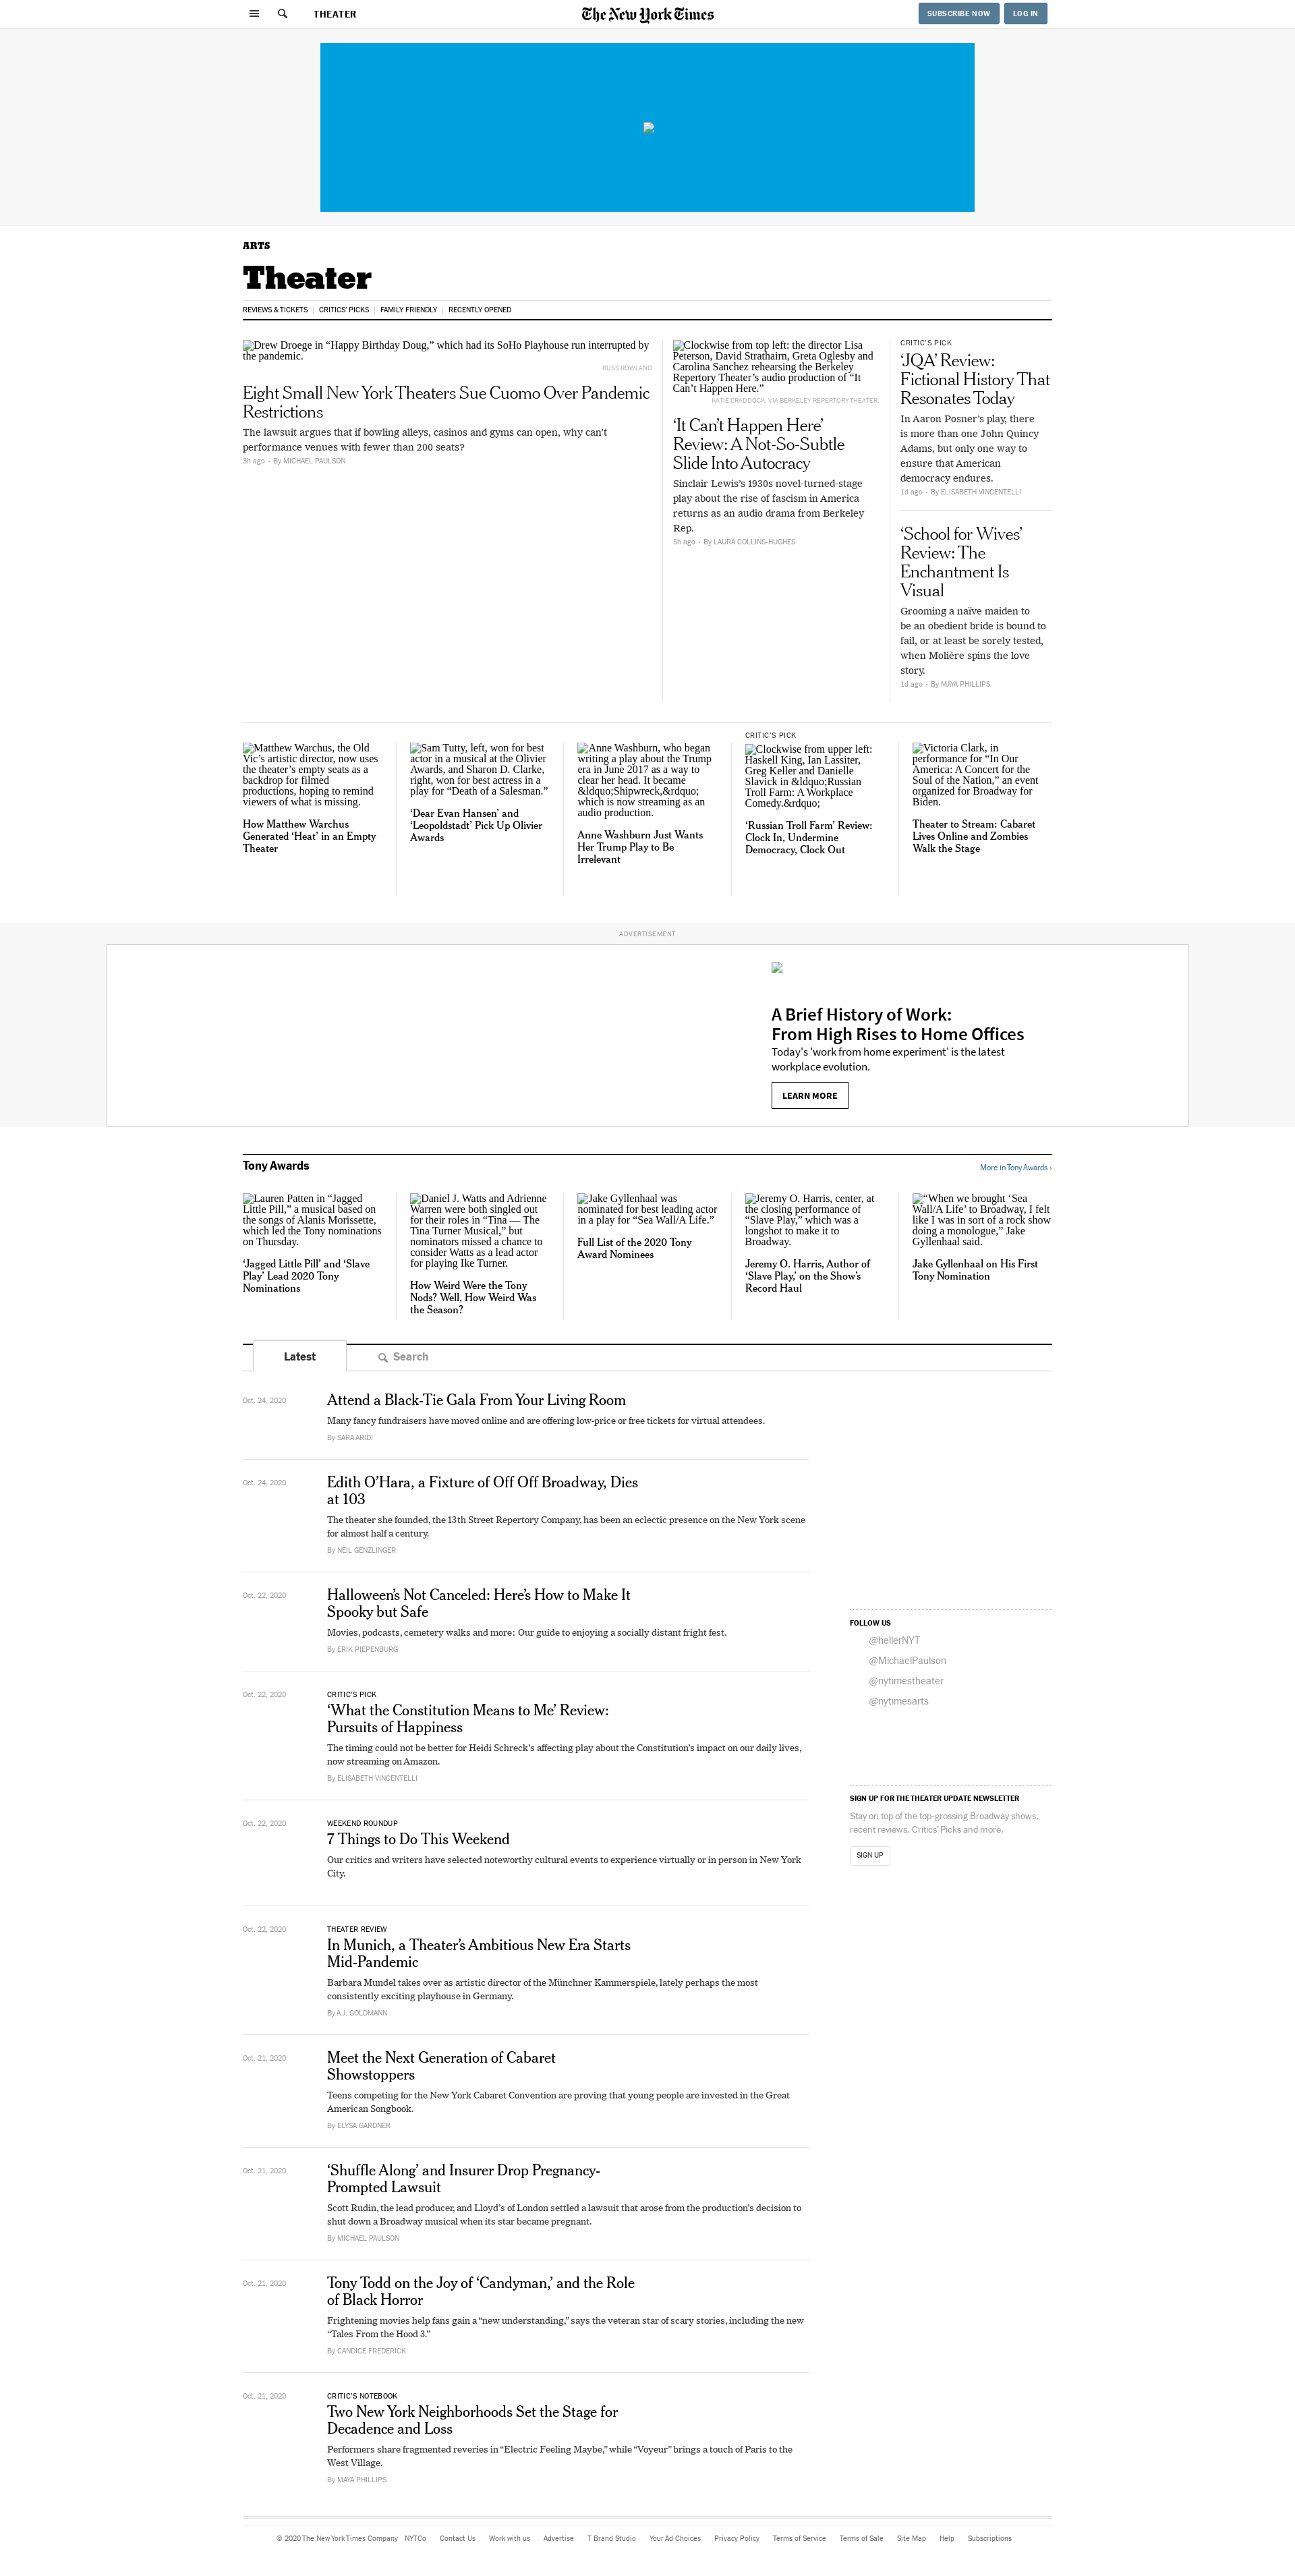 THEATER
The New York Times
SUBSCRIBE NOW
LOG IN
ARTS
Theater
REVIEWS & TICKETS | CRITICS' PICKS | FAMILY FRIENDLY | RECENTLY OPENED
Drew Droege in “Happy Birthday Doug,” which had its SoHo Playhouse run interrupted by
the pandemic.
RUSS ROWLAND
Eight Small New York Theaters Sue Cuomo Over Pandemic
Restrictions
The lawsuit argues that if bowling alleys, casinos and gyms can open, why can’t
performance venues with fewer than 200 seats?
3h ago • By MICHAEL PAULSON
Clockwise from top left: the director Lisa
Peterson, David Strathairn, Greta Oglesby and
Carolina Sanchez rehearsing the Berkeley
Repertory Theater’s audio production of “It
Can’t Happen Here.”
KATIE CRADDOCK, VIA BERKELEY REPERTORY THEATER.
‘It Can’t Happen Here’
Review: A Not-So-Subtle
Slide Into Autocracy
Sinclair Lewis’s 1930s novel-turned-stage
play about the rise of fascism in America
returns as an audio drama from Berkeley
Rep.
5h ago • By LAURA COLLINS-HUGHES
CRITIC’S PICK
‘JQA’ Review:
Fictional History That
Resonates Today
In Aaron Posner’s play, there
is more than one John Quincy
Adams, but only one way to
ensure that American
democracy endures.
1d ago • By ELISABETH VINCENTELLI
‘School for Wives’
Review: The
Enchantment Is
Visual
Grooming a naïve maiden to
be an obedient bride is bound to
fail, or at least be sorely tested,
when Molière spins the love
story.
1d ago • By MAYA PHILLIPS
Matthew Warchus, the Old
Vic’s artistic director, now uses
the theater’s empty seats as a
backdrop for filmed
productions, hoping to remind
viewers of what is missing.
How Matthew Warchus
Generated ‘Heat’ in an Empty
Theater
Sam Tutty, left, won for best
actor in a musical at the Olivier
Awards, and Sharon D. Clarke,
right, won for best actress in a
play for “Death of a Salesman.”
‘Dear Evan Hansen’ and
‘Leopoldstadt’ Pick Up Olivier
Awards
Anne Washburn, who began
writing a play about the Trump
era in June 2017 as a way to
clear her head. It became
&ldquo;Shipwreck,&rdquo;
which is now streaming as an
audio production.
Anne Washburn Just Wants
Her Trump Play to Be
Irrelevant
CRITIC’S PICK
Clockwise from upper left:
Haskell King, Ian Lassiter,
Greg Keller and Danielle
Slavick in &ldquo;Russian
Troll Farm: A Workplace
Comedy.&rdquo;
‘Russian Troll Farm’ Review:
Clock In, Undermine
Democracy, Clock Out
Victoria Clark, in
performance for “In Our
America: A Concert for the
Soul of the Nation,” an event
organized for Broadway for
Biden.
Theater to Stream: Cabaret
Lives Online and Zombies
Walk the Stage
ADVERTISEMENT
A Brief History of Work:
From High Rises to Home Offices
Today's 'work from home experiment' is the latest
workplace evolution.
LEARN MORE
Tony Awards
More in Tony Awards ›
Lauren Patten in “Jagged
Little Pill,” a musical based on
the songs of Alanis Morissette,
which led the Tony nominations
on Thursday.
‘Jagged Little Pill’ and ‘Slave
Play’ Lead 2020 Tony
Nominations
Daniel J. Watts and Adrienne
Warren were both singled out
for their roles in “Tina — The
Tina Turner Musical,” but
nominators missed a chance to
consider Watts as a lead actor
for playing Ike Turner.
How Weird Were the Tony
Nods? Well, How Weird Was
the Season?
Jake Gyllenhaal was
nominated for best leading actor
in a play for “Sea Wall/A Life.”
Full List of the 2020 Tony
Award Nominees
Jeremy O. Harris, center, at
the closing performance of
“Slave Play,” which was a
longshot to make it to
Broadway.
Jeremy O. Harris, Author of
‘Slave Play,’ on the Show’s
Record Haul
“When we brought ‘Sea
Wall/A Life’ to Broadway, I felt
like I was in sort of a rock show
doing a monologue,” Jake
Gyllenhaal said.
Jake Gyllenhaal on His First
Tony Nomination
Latest
Search
Oct. 24, 2020
Attend a Black-Tie Gala From Your Living Room
Many fancy fundraisers have moved online and are offering low-price or free tickets for virtual attendees.
By SARA ARIDI
Oct. 24, 2020
Edith O’Hara, a Fixture of Off Off Broadway, Dies
at 103
The theater she founded, the 13th Street Repertory Company, has been an eclectic presence on the New York scene
for almost half a century.
By NEIL GENZLINGER
Oct. 22, 2020
Halloween’s Not Canceled: Here’s How to Make It
Spooky but Safe
Movies, podcasts, cemetery walks and more: Our guide to enjoying a socially distant fright fest.
By ERIK PIEPENBURG
Oct. 22, 2020
CRITIC’S PICK
‘What the Constitution Means to Me’ Review:
Pursuits of Happiness
The timing could not be better for Heidi Schreck’s affecting play about the Constitution’s impact on our daily lives,
now streaming on Amazon.
By ELISABETH VINCENTELLI
Oct. 22, 2020
WEEKEND ROUNDUP
7 Things to Do This Weekend
Our critics and writers have selected noteworthy cultural events to experience virtually or in person in New York
City.
Oct. 22, 2020
THEATER REVIEW
In Munich, a Theater’s Ambitious New Era Starts
Mid-Pandemic
Barbara Mundel takes over as artistic director of the Münchner Kammerspiele, lately perhaps the most
consistently exciting playhouse in Germany.
By A.J. GOLDMANN
Oct. 21, 2020
Meet the Next Generation of Cabaret
Showstoppers
Teens competing for the New York Cabaret Convention are proving that young people are invested in the Great
American Songbook.
By ELYSA GARDNER
Oct. 21, 2020
‘Shuffle Along’ and Insurer Drop Pregnancy-
Prompted Lawsuit
Scott Rudin, the lead producer, and Lloyd’s of London settled a lawsuit that arose from the production’s decision to
shut down a Broadway musical when its star became pregnant.
By MICHAEL PAULSON
Oct. 21, 2020
Tony Todd on the Joy of ‘Candyman,’ and the Role
of Black Horror
Frightening movies help fans gain a “new understanding,” says the veteran star of scary stories, including the new
“Tales From the Hood 3.”
By CANDICE FREDERICK
Oct. 21, 2020
CRITIC’S NOTEBOOK
Two New York Neighborhoods Set the Stage for
Decadence and Loss
Performers share fragmented reveries in “Electric Feeling Maybe,” while “Voyeur” brings a touch of Paris to the
West Village.
By MAYA PHILLIPS
FOLLOW US
@hellerNYT
@MichaelPaulson
@nytimestheater
@nytimesarts
SIGN UP FOR THE THEATER UPDATE NEWSLETTER
Stay on top of the top-grossing Broadway shows,
recent reviews, Critics’ Picks and more.
SIGN UP
© 2020 The New York Times Company NYTCo Contact Us Work with us Advertise T Brand Studio Your Ad Choices Privacy Policy Terms of Service Terms of Sale Site Map Help Subscriptions